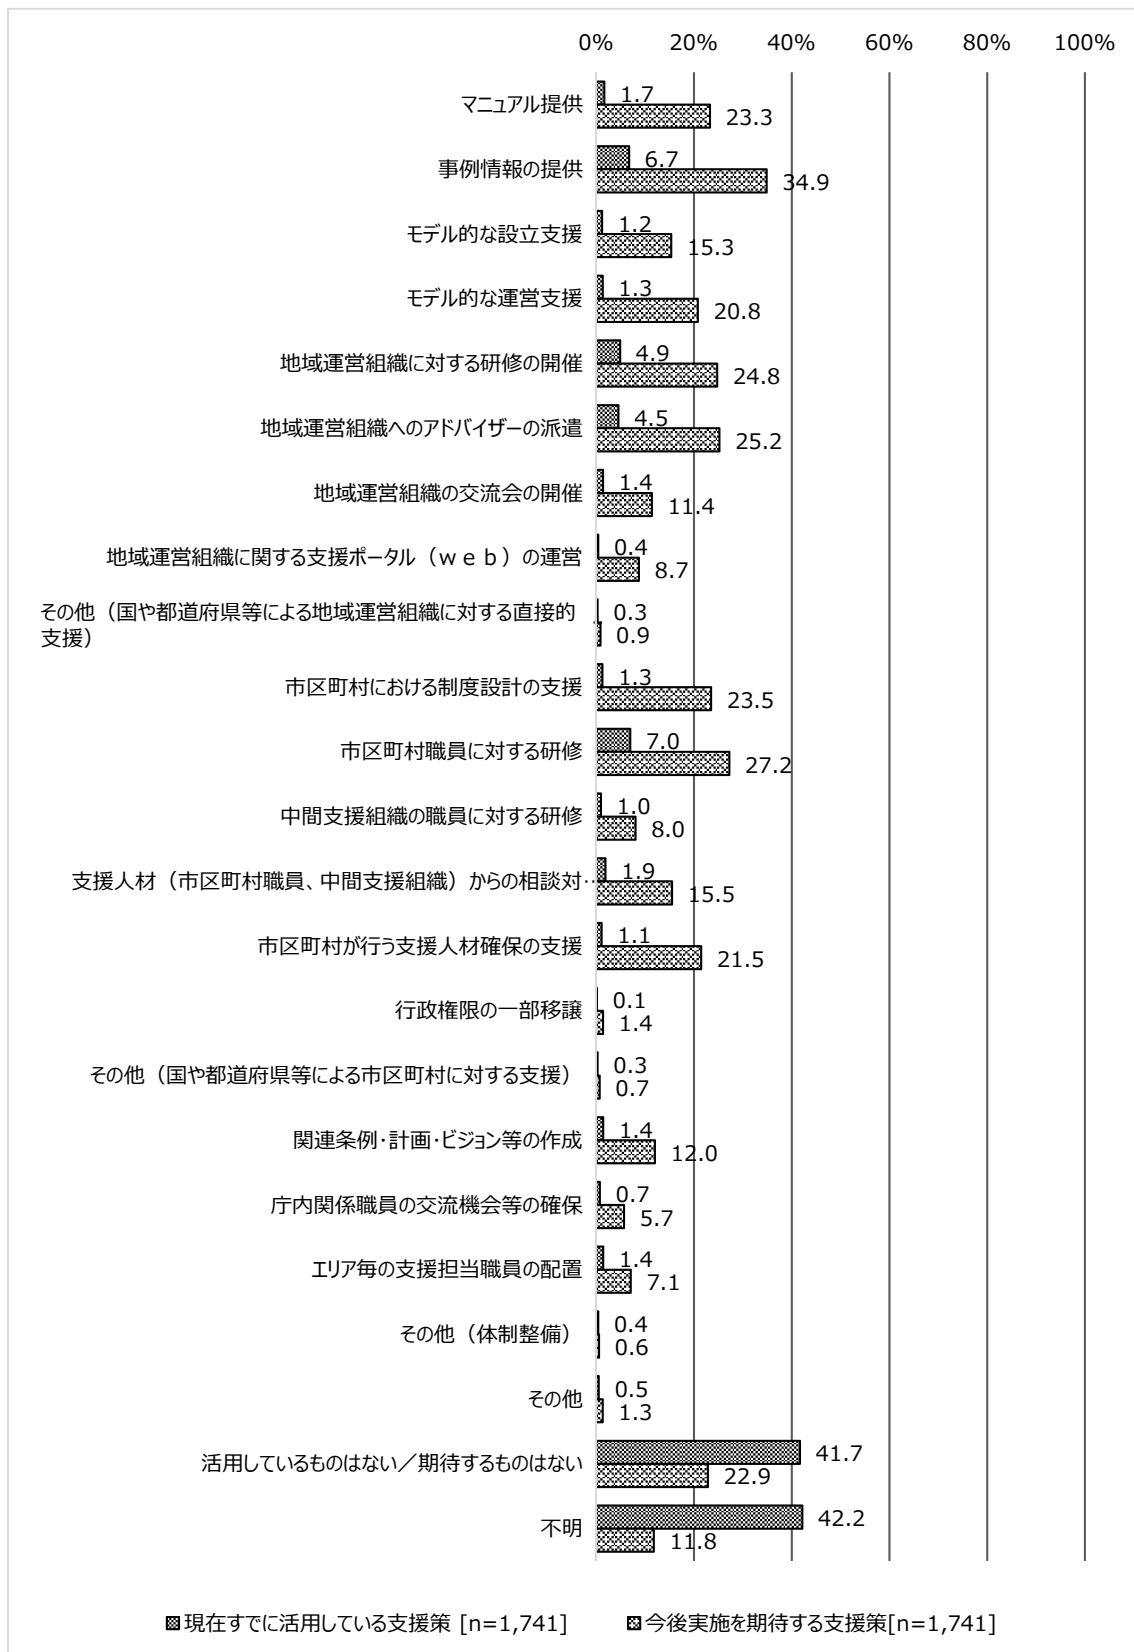 0% 20% 40% 60% 80% 100%
マニュアル提供 1.7
23.3
事例情報の提供 6.7
34.9
モデル的な設立支援 1.2
15.3
モデル的な運営支援 1.3
20.8
地域運営組織に対する研修の開催 4.9
24.8
地域運営組織へのアドバイザーの派遣 4.5
25.2
地域運営組織の交流会の開催 1.4
11.4
地域運営組織に関する支援ポータル（ｗｅｂ）の運営 0.4
8.7
その他（国や都道府県等による地域運営組織に対する直接的 0.3
支援） 0.9
市区町村における制度設計の支援 1.3
23.5
市区町村職員に対する研修 7.0
27.2
中間支援組織の職員に対する研修 1.0
8.0
支援人材（市区町村職員、中間支援組織）からの相談対… 1.9
15.5
市区町村が行う支援人材確保の支援 1.1
21.5
行政権限の一部移譲 0.1
1.4
その他（国や都道府県等による市区町村に対する支援） 0.3
0.7
関連条例・計画・ビジョン等の作成 1.4
12.0
庁内関係職員の交流機会等の確保 0.7
5.7
エリア毎の支援担当職員の配置 1.4
7.1
その他（体制整備） 0.4
0.6
その他 0.5
1.3
活用しているものはない／期待するものはない 41.7
22.9
不明 42.2
11.8
現在すでに活用している支援策 [n=1,741] 今後実施を期待する支援策[n=1,741]